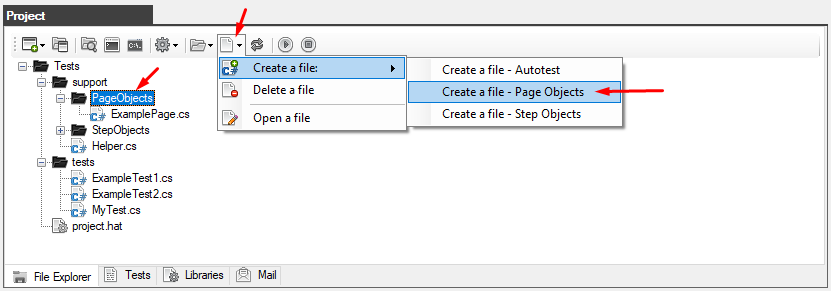 Project
Tests
support
PageObjects
ExamplePage.cs
StepObjects
Helper.cs
tests
ExampleTest1.cs
ExampleTest2.cs
MyTest.cs
project.hat
Create a file:
Delete a file
Open a file
Create a file - Autotest
Create a file - Page Objects
Create a file - Step Objects
File Explorer Tests Libraries Mail